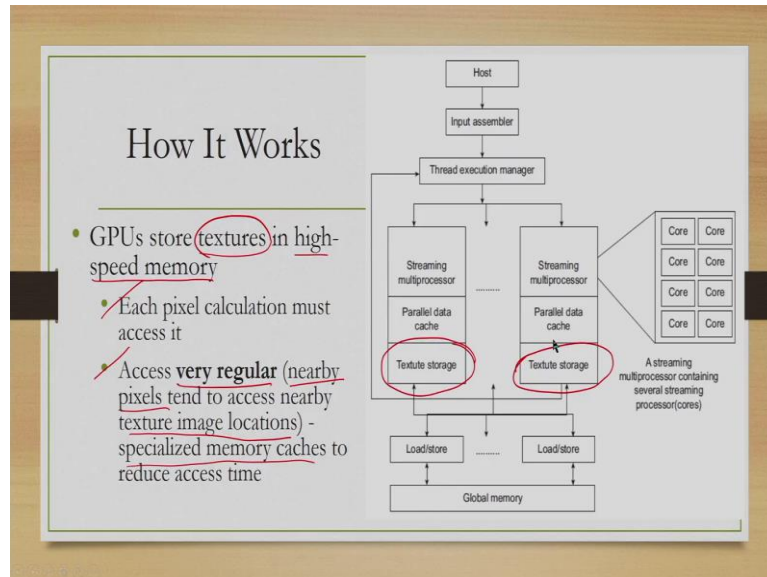 How It Works
• GPUs store textures in high-
speed memory
• Each pixel calculation must
access it
• Access very regular (nearby
pixels tend to access nearby
texture image locations) -
specialized memory caches to
reduce access time
Host
Input assembler
Thread execution manager
Streaming
multiprocessor
Parallel data
cache
Textute storage
..........
Streaming
multiprocessor
Parallel data
cache
Textute storage
Core Core
Core Core
Core Core
Core Core
A streaming
multiprocessor containing
several streaming
processor(cores)
Load/store
..........
Load/store
Global memory